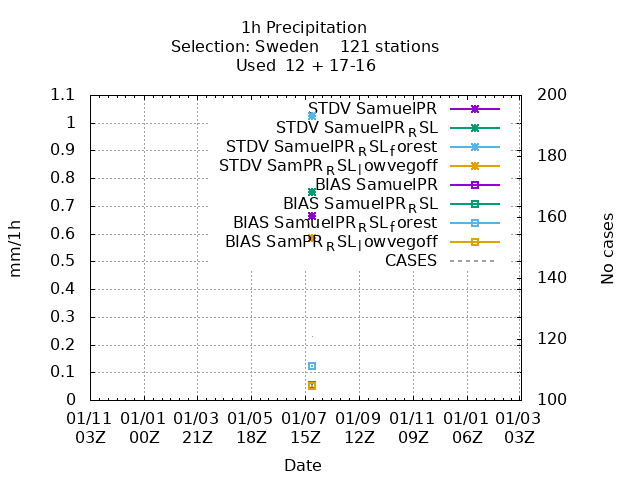 1h Precipitation
Selection: Sweden 121 stations
Used 12 + 17-16
1.1
1
0.9
0.8
0.7
0.6
0.5
0.4
0.3
0.2
0.1
0
mm/1h
STDV SamuelPR
STDV SamuelPR_RSL
STDV SamuelPR_RSL_forest
STDV SamPR_RSL_lowvegoff
BIAS SamuelPR
BIAS SamuelPR_RSL
BIAS SamuelPR_RSL_forest
BIAS SamPR_RSL_lowvegoff
CASES
200
180
160
140
120
100
No cases
01/11 01/01 01/03 01/05 01/07 01/09 01/11 01/01 01/03
03Z 00Z 21Z 18Z 15Z 12Z 09Z 06Z 03Z
Date